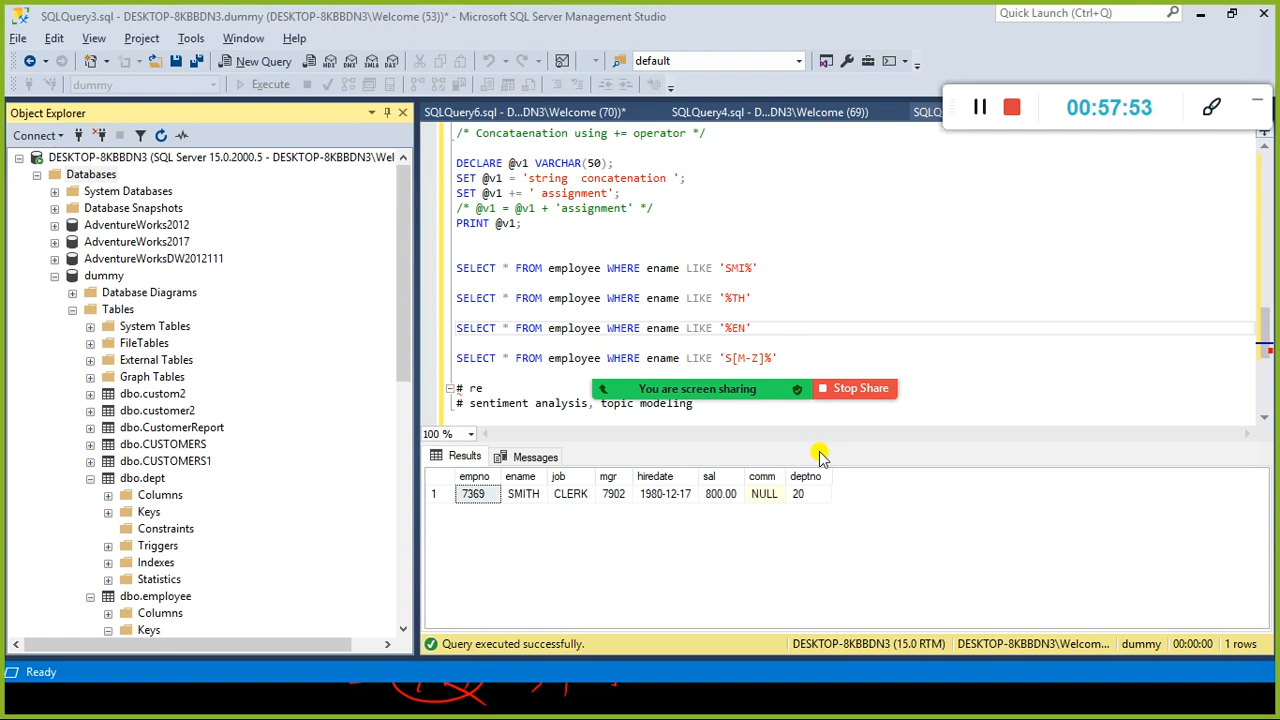 SQLQuery3.sql - DESKTOP-8KBBDN3.dummy (DESKTOP-8KBBDN3\Welcome (53))* - Microsoft SQL Server Management Studio
Quick Launch (Ctrl+Q)
File Edit View Project Tools Window Help
New Query MDX DMX XMLA DAX default
dummy Execute
Object Explorer
SQLQuery6.sql - D...DN3\Welcome (70))* SQLQuery4.sql - D...DN3\Welcome (69))
00:57:53
Connect
DESKTOP-8KBBDN3 (SQL Server 15.0.2000.5 - DESKTOP-8KBBDN3\Wel
Databases
System Databases
Database Snapshots
AdventureWorks2012
AdventureWorks2017
AdventureWorksDW2012111
dummy
Database Diagrams
Tables
System Tables
FileTables
External Tables
Graph Tables
dbo.custom2
dbo.customer2
dbo.CustomerReport
dbo.CUSTOMERS
dbo.CUSTOMERS1
dbo.dept
Columns
Keys
Constraints
Triggers
Indexes
Statistics
dbo.employee
Columns
Keys
/* Concataenation using += operator */
DECLARE @v1 VARCHAR(50);
SET @v1 = 'string  concatenation ';
SET @v1 += ' assignment';
/* @v1 = @v1 + 'assignment' */
PRINT @v1;
SELECT * FROM employee WHERE ename LIKE 'SMI%'
SELECT * FROM employee WHERE ename LIKE '%TH'
SELECT * FROM employee WHERE ename LIKE '%EN'
SELECT * FROM employee WHERE ename LIKE 'S[M-Z]%'
# re
You are screen sharing Stop Share
# sentiment analysis, topic modeling
100 %
Results Messages
empno ename job mgr hiredate sal comm deptno
1 7369 SMITH CLERK 7902 1980-12-17 800.00 NULL 20
Query executed successfully. DESKTOP-8KBBDN3 (15.0 RTM) DESKTOP-8KBBDN3\Welcom... dummy 00:00:00 1 rows
Ready